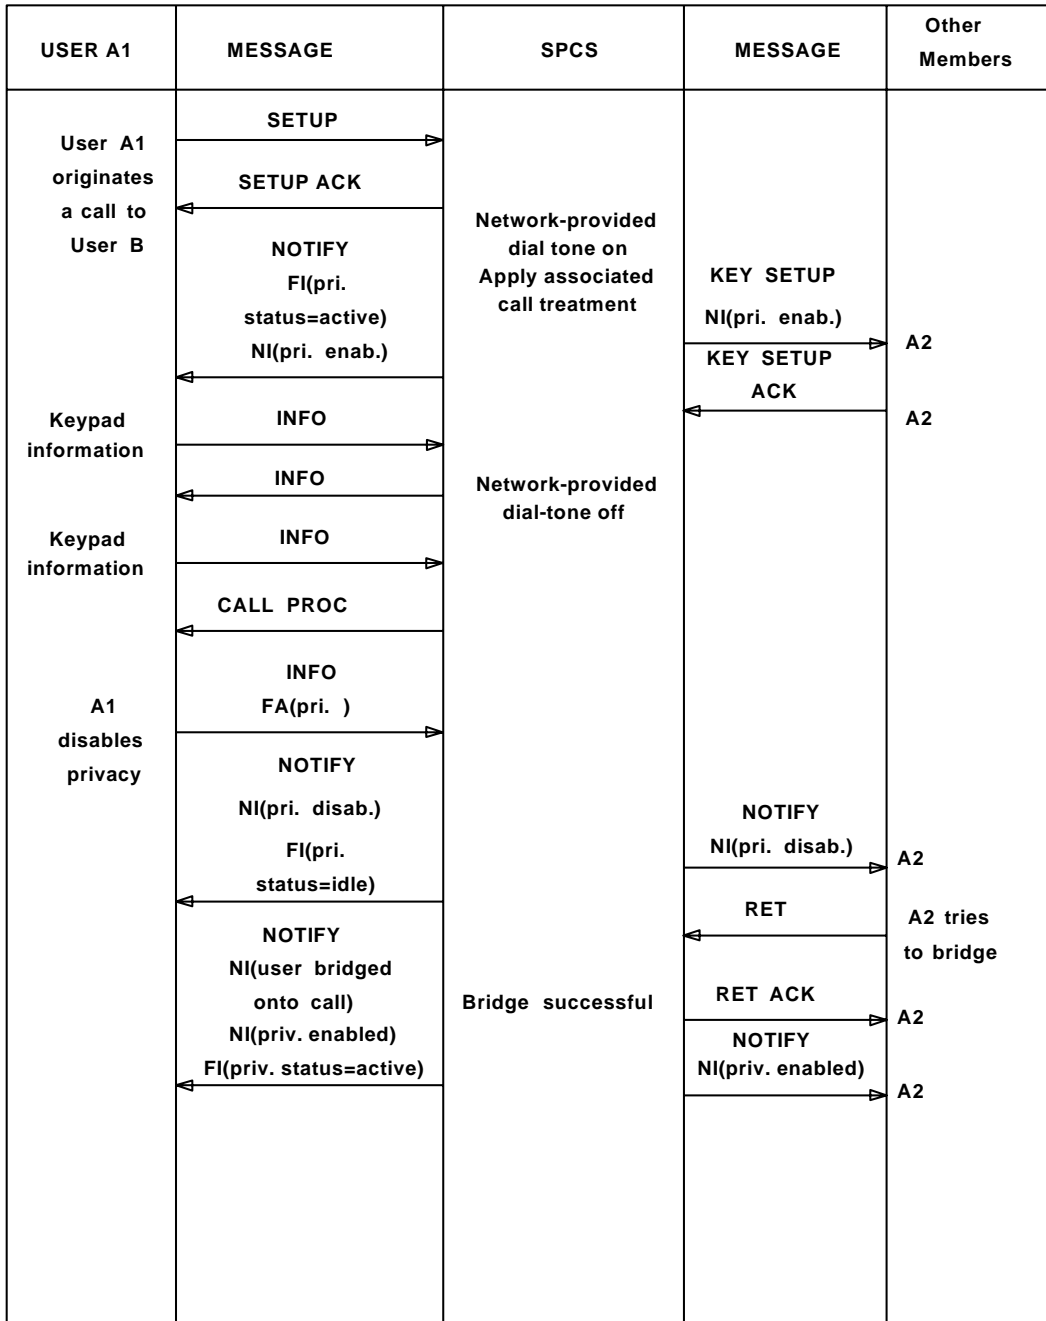 USER A1
MESSAGE
SPCS
MESSAGE
Other
Members
User A1
originates
a call to
User B
SETUP
SETUP ACK
NOTIFY
FI(pri.
status=active)
NI(pri. enab.)
Network-provided
dial tone on
Apply associated
call treatment
KEY SETUP
NI(pri. enab.)
A2
KEY SETUP
ACK
A2
Keypad
information
INFO
INFO
Network-provided
dial-tone off
Keypad
information
INFO
CALL PROC
A1
disables
privacy
INFO
FA(pri. )
NOTIFY
NI(pri. disab.)
FI(pri.
status=idle)
NOTIFY
NI(pri. disab.)
A2
RET
A2 tries
to bridge
NOTIFY
NI(user bridged
onto call)
NI(priv. enabled)
FI(priv. status=active)
Bridge successful
RET ACK
A2
NOTIFY
NI(priv. enabled)
A2